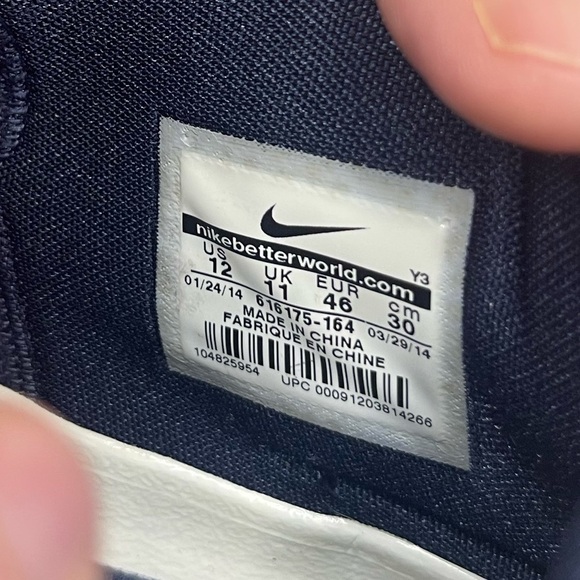 nikebetterworld.com
Y3
US UK EUR cm
12 11 46 30
01/24/14 616175-164 03/29/14
MADE IN CHINA
FABRIQUE EN CHINE
104825954 UPC 00091203814266